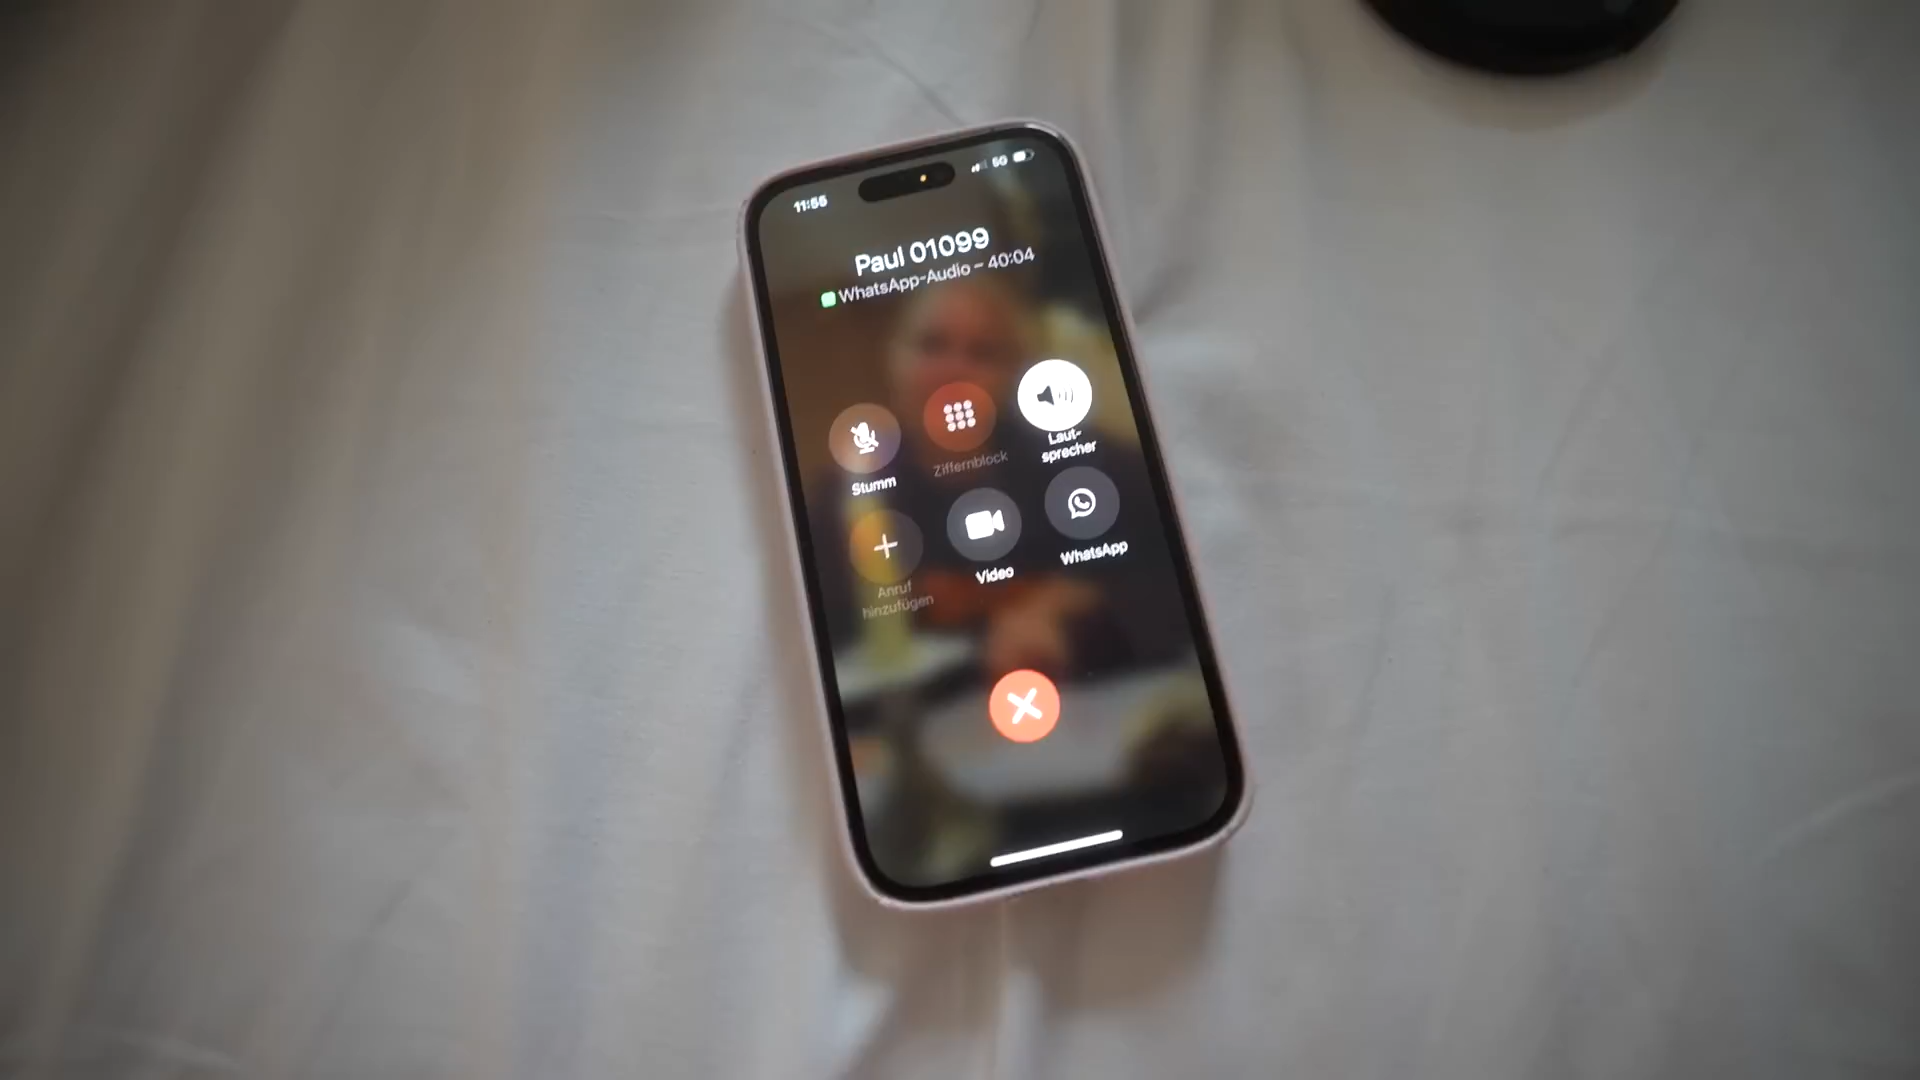 11:55
5G
Paul 01099
WhatsApp-Audio – 40:04
Stumm
Ziffernblock
Laut-
sprecher
Anruf
hinzufügen
Video
WhatsApp